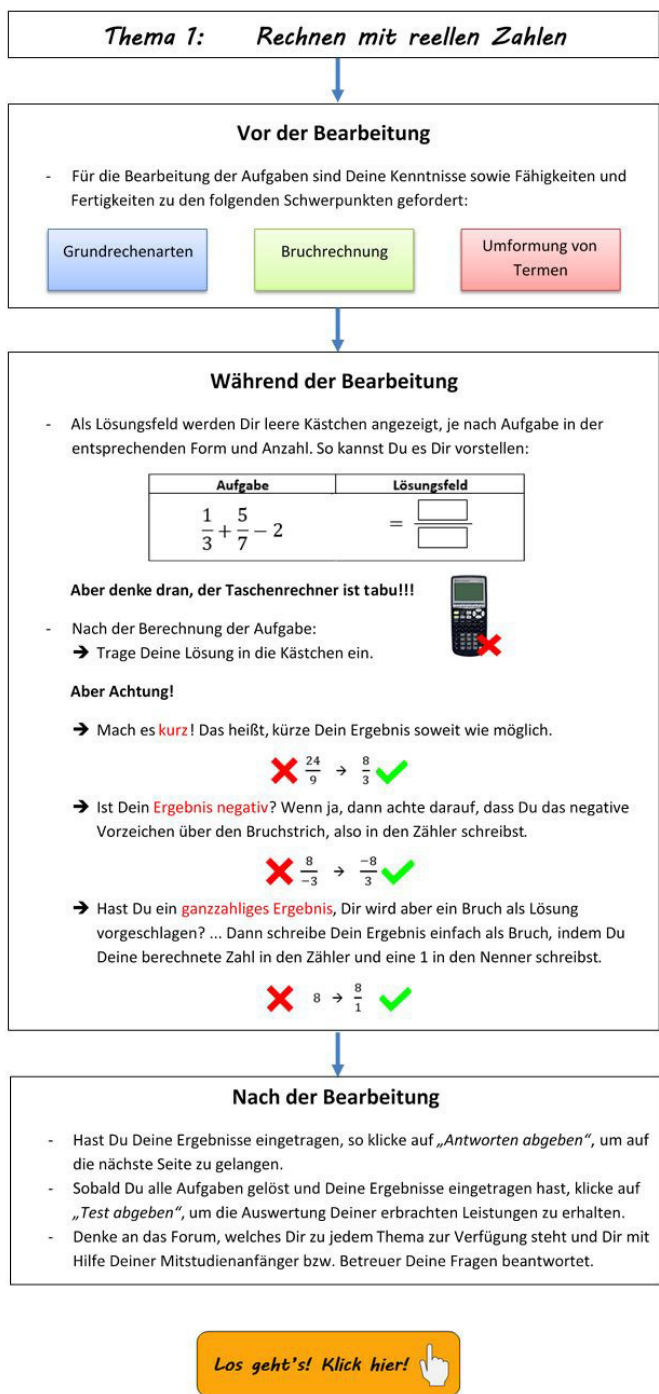 Thema 1: Rechnen mit reellen Zahlen
Vor der Bearbeitung
- Für die Bearbeitung der Aufgaben sind Deine Kenntnisse sowie Fähigkeiten und
Fertigkeiten zu den folgenden Schwerpunkten gefordert:
Grundrechenarten
Bruchrechnung
Umformung von
Termen
Während der Bearbeitung
- Als Lösungsfeld werden Dir leere Kästchen angezeigt, je nach Aufgabe in der
entsprechenden Form und Anzahl. So kannst Du es Dir vorstellen:
Aufgabe Lösungsfeld
1/3 + 5/7 − 2 =
Aber denke dran, der Taschenrechner ist tabu!!!
- Nach der Berechnung der Aufgabe:
➔ Trage Deine Lösung in die Kästchen ein.
Aber Achtung!
➔ Mach es kurz! Das heißt, kürze Dein Ergebnis soweit wie möglich.
24/9 → 8/3
➔ Ist Dein Ergebnis negativ? Wenn ja, dann achte darauf, dass Du das negative
Vorzeichen über den Bruchstrich, also in den Zähler schreibst.
8/−3 → −8/3
➔ Hast Du ein ganzzahliges Ergebnis, Dir wird aber ein Bruch als Lösung
vorgeschlagen? ... Dann schreibe Dein Ergebnis einfach als Bruch, indem Du
Deine berechnete Zahl in den Zähler und eine 1 in den Nenner schreibst.
8 → 8/1
Nach der Bearbeitung
- Hast Du Deine Ergebnisse eingetragen, so klicke auf „Antworten abgeben“, um auf
die nächste Seite zu gelangen.
- Sobald Du alle Aufgaben gelöst und Deine Ergebnisse eingetragen hast, klicke auf
„Test abgeben“, um die Auswertung Deiner erbrachten Leistungen zu erhalten.
- Denke an das Forum, welches Dir zu jedem Thema zur Verfügung steht und Dir mit
Hilfe Deiner Mitstudienanfänger bzw. Betreuer Deine Fragen beantwortet.
Los geht's! Klick hier!